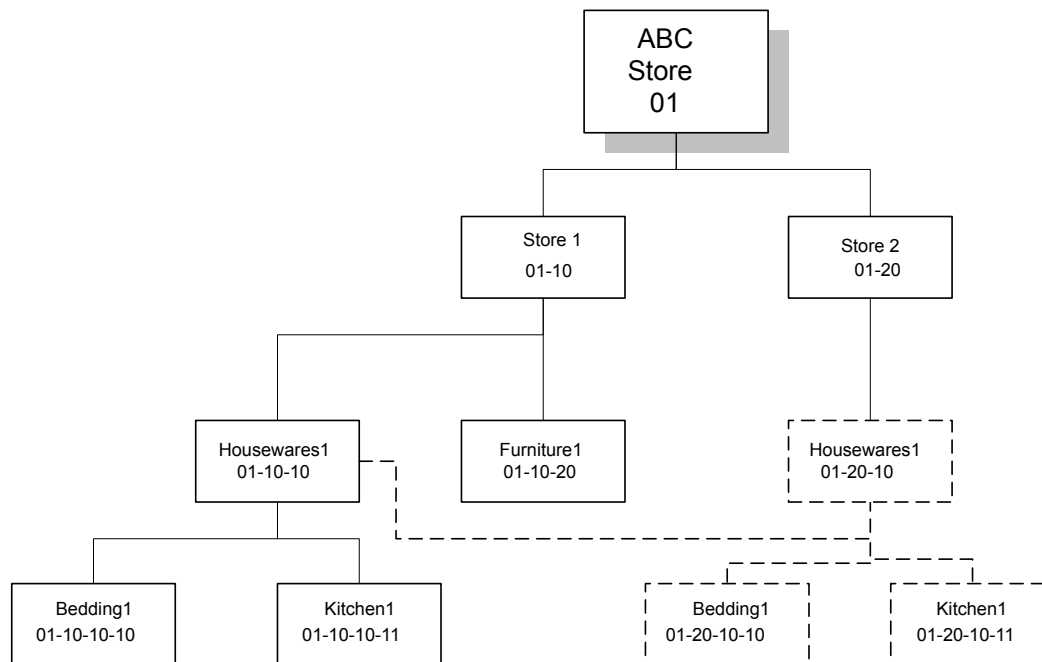 ABC
Store
01
Store 1
01-10
Store 2
01-20
Housewares1
01-10-10
Furniture1
01-10-20
Housewares1
01-20-10
Bedding1
01-10-10-10
Kitchen1
01-10-10-11
Bedding1
01-20-10-10
Kitchen1
01-20-10-11